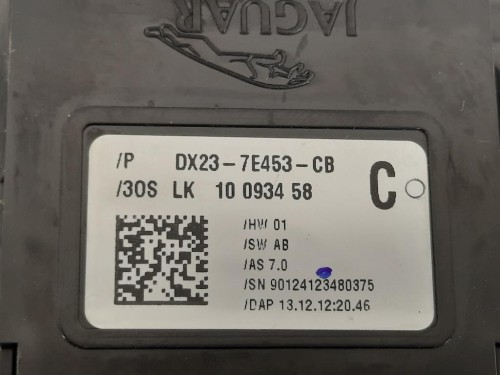 JAGUAR
/P DX23-7E453-CB
/3OS LK 10 0934 58 C
/HW 01
/SW AB
/AS 7.0
/SN 90124123480375
/DAP 13.12.12:20.46